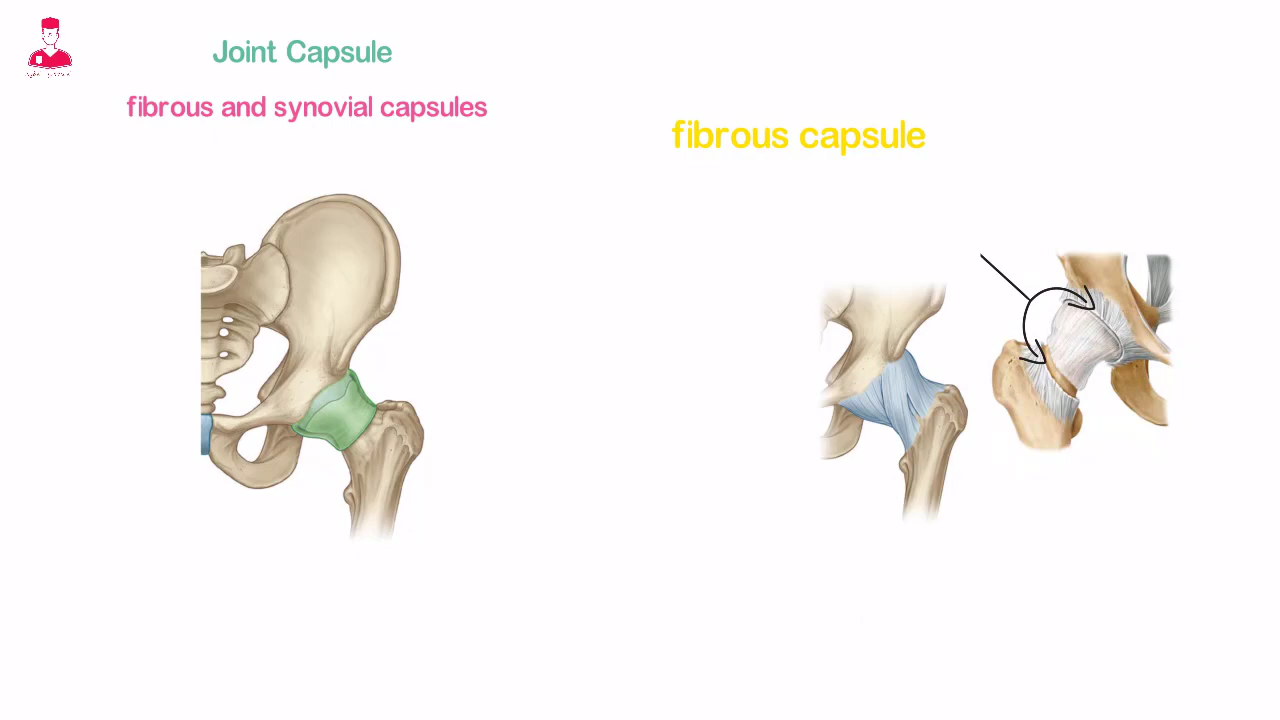 Joint Capsule
fibrous and synovial capsules
fibrous capsule